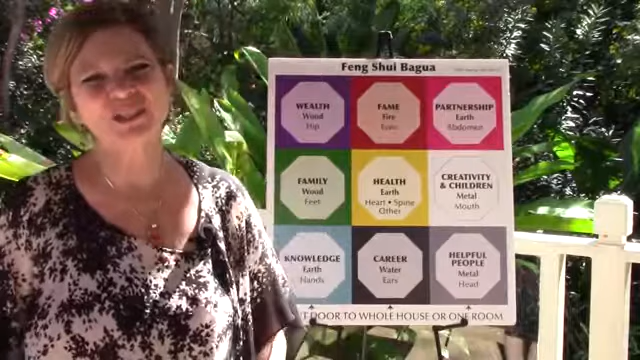 Feng Shui Bagua
WEALTH
Wood
Hip
FAME
Fire
Eyes
PARTNERSHIP
Earth
Abdomen
FAMILY
Wood
Feet
HEALTH
Earth
Heart • Spine
Other
CREATIVITY
& CHILDREN
Metal
Mouth
KNOWLEDGE
Earth
Hands
CAREER
Water
Ears
HELPFUL
PEOPLE
Metal
Head
DOOR TO WHOLE HOUSE OR ONE ROOM